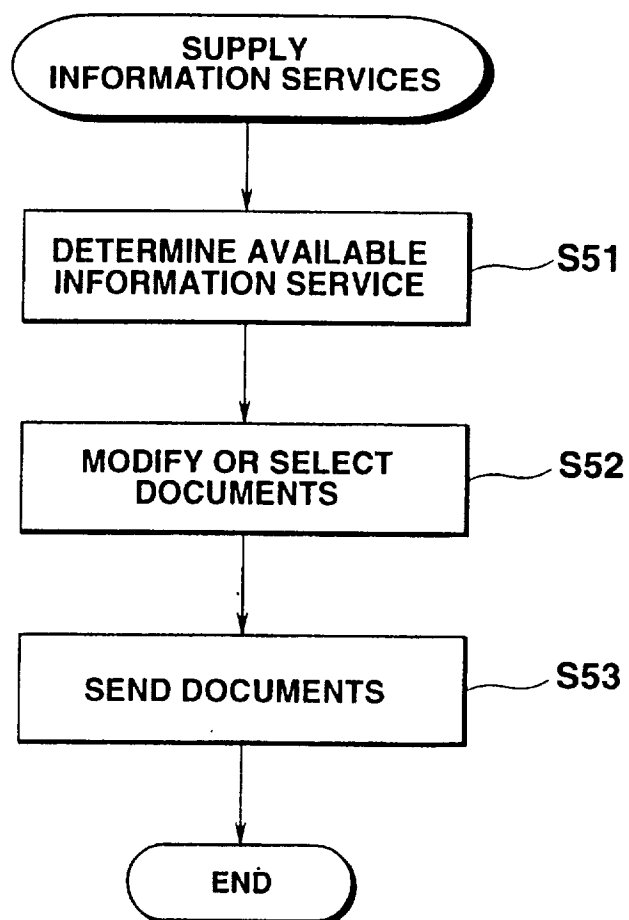 SUPPLY
INFORMATION SERVICES
DETERMINE AVAILABLE
INFORMATION SERVICE
S51
MODIFY OR SELECT
DOCUMENTS
S52
SEND DOCUMENTS
S53
END